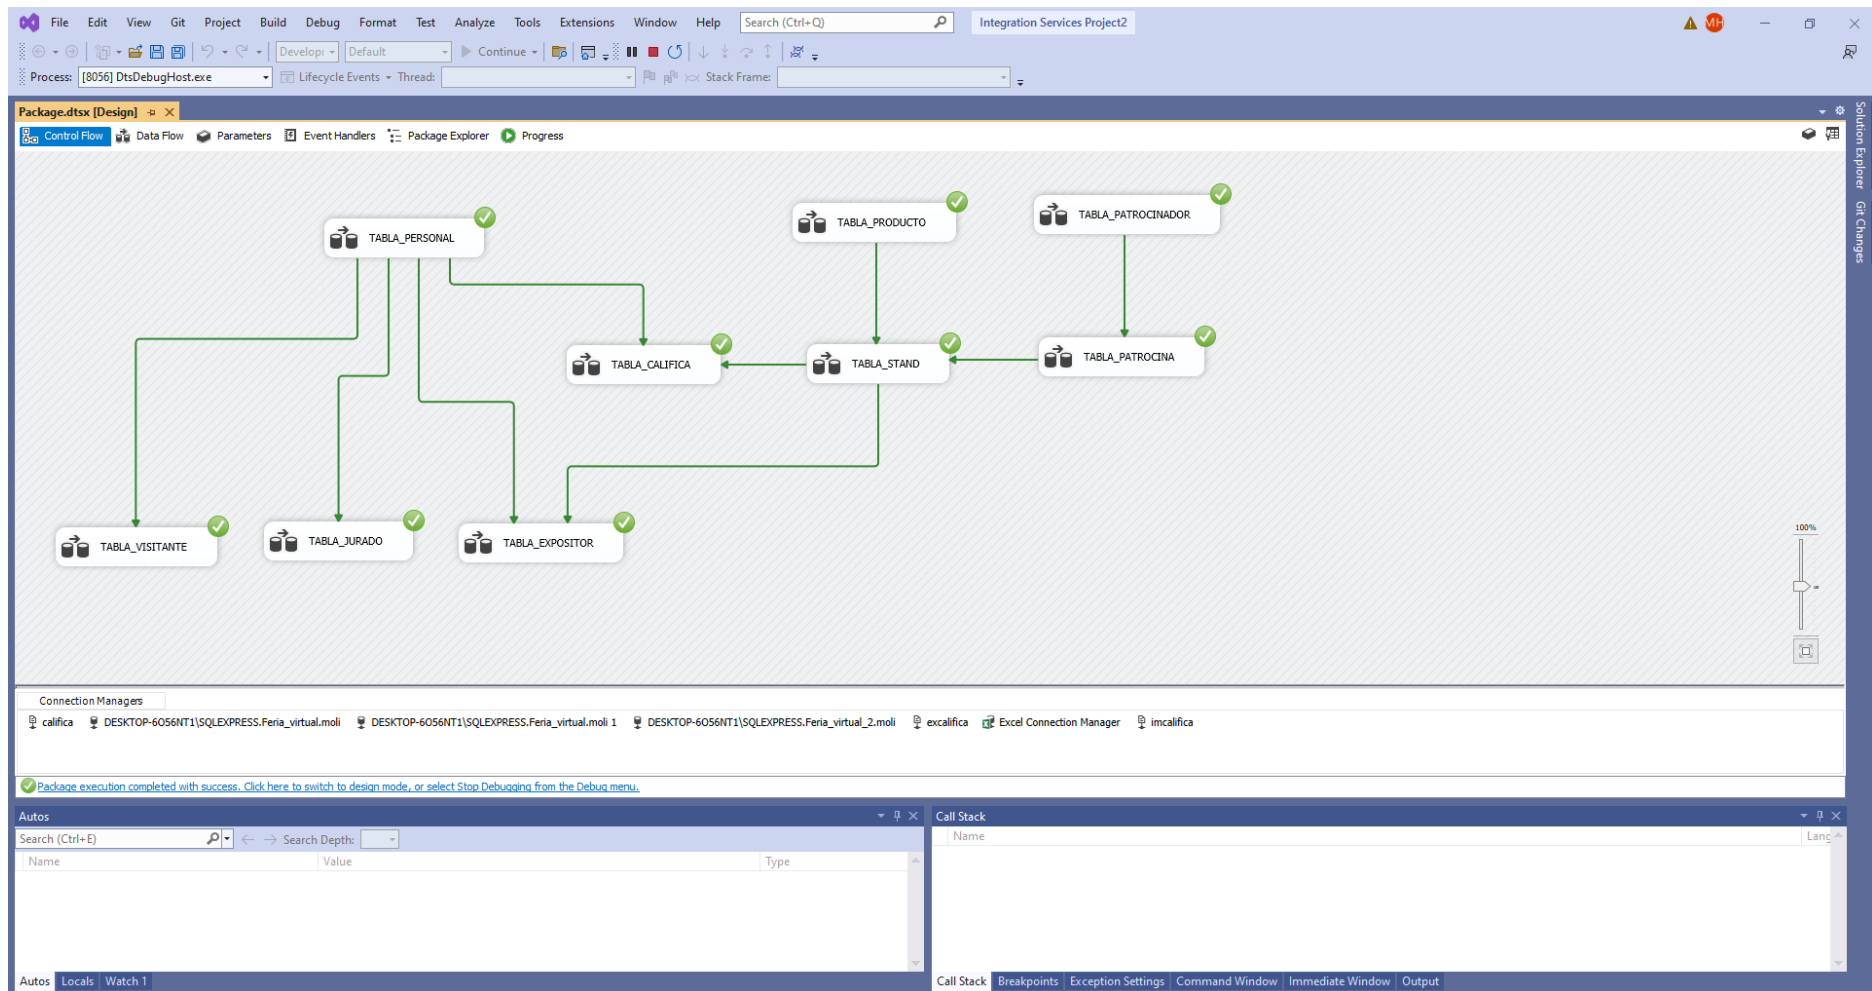 File Edit View Git Project Build Debug Format Test Analyze Tools Extensions Window Help Search (Ctrl+Q) Integration Services Project2 MH
Develop Default Continue
Process: [8056] DtsDebugHost.exe Lifecycle Events Thread: Stack Frame:
Package.dtsx [Design]
Control Flow Data Flow Parameters Event Handlers Package Explorer Progress
TABLA_PERSONAL
TABLA_PRODUCTO
TABLA_PATROCINADOR
TABLA_CALIFICA
TABLA_STAND
TABLA_PATROCINA
TABLA_VISITANTE
TABLA_JURADO
TABLA_EXPOSITOR
100%
Solution Explorer
Git Changes
Connection Managers
califica DESKTOP-6O56NT1\SQLEXPRESS.Feria_virtual.moli DESKTOP-6O56NT1\SQLEXPRESS.Feria_virtual.moli 1 DESKTOP-6O56NT1\SQLEXPRESS.Feria_virtual_2.moli excalifica Excel Connection Manager imcalifica
Package execution completed with success. Click here to switch to design mode, or select Stop Debugging from the Debug menu.
Autos
Search (Ctrl+E) Search Depth:
Name Value Type
Autos Locals Watch 1
Call Stack
Name Lang
Call Stack Breakpoints Exception Settings Command Window Immediate Window Output